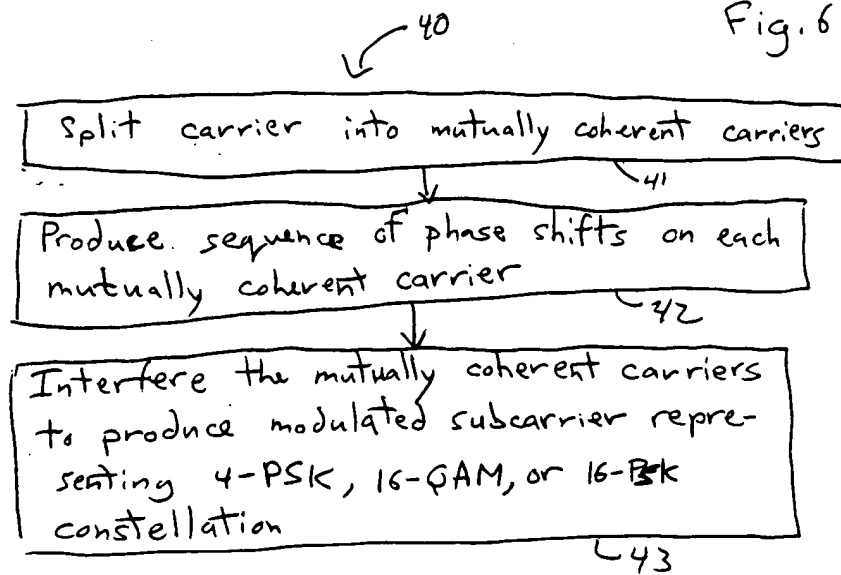 Fig. 6
40
Split carrier into mutually coherent carriers
41
Produce sequence of phase shifts on each
mutually coherent carrier
42
Interfere the mutually coherent carriers
to produce modulated subcarrier repre-
senting 4-PSK, 16-QAM, or 16-PSK
constellation
43